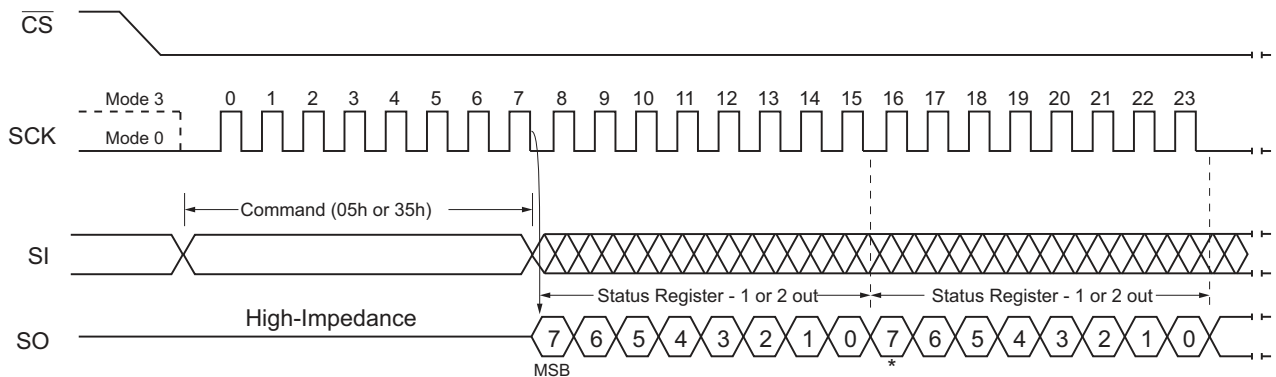 CS
Mode 3
0 1 2 3 4 5 6 7 8 9 10 11 12 13 14 15 16 17 18 19 20 21 22 23
SCK
Mode 0
Command (05h or 35h)
SI
Status Register - 1 or 2 out
Status Register - 1 or 2 out
High-Impedance
SO
7 6 5 4 3 2 1 0 7 6 5 4 3 2 1 0
MSB
*